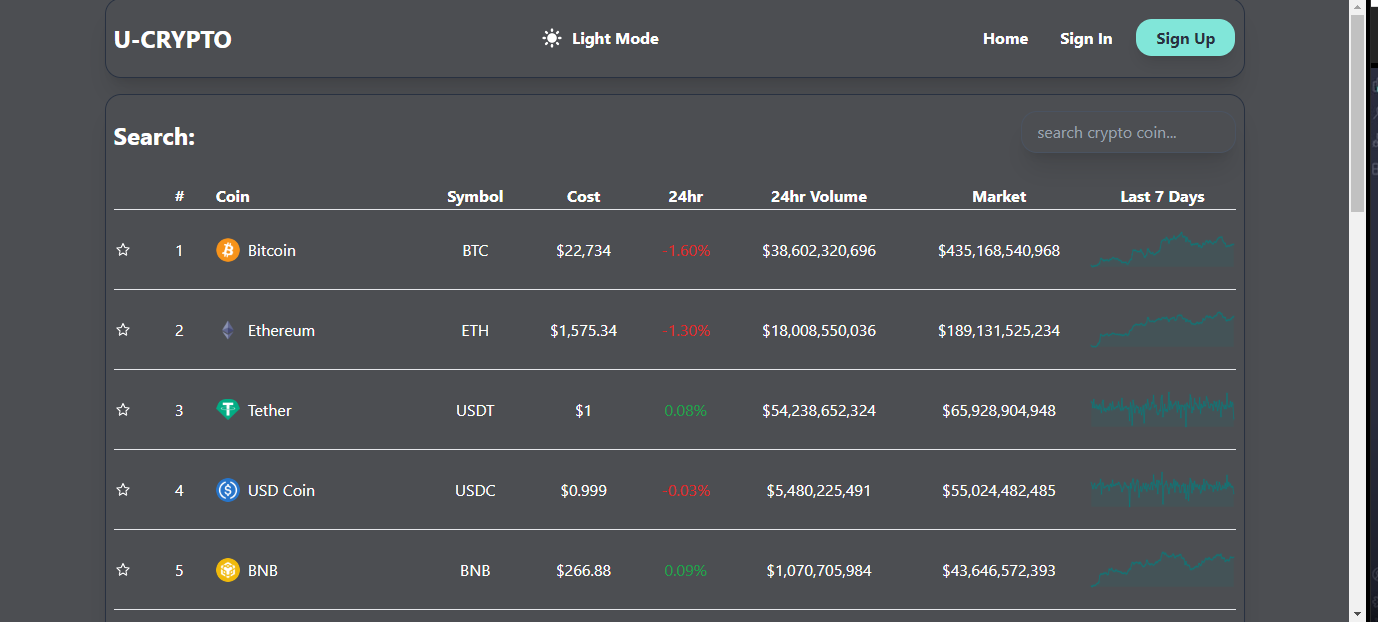 U-CRYPTO Light Mode Home Sign In Sign Up
Search: search crypto coin...
# Coin Symbol Cost 24hr 24hr Volume Market Last 7 Days
1 Bitcoin BTC $22,734 -1.60% $38,602,320,696 $435,168,540,968
2 Ethereum ETH $1,575.34 -1.30% $18,008,550,036 $189,131,525,234
3 Tether USDT $1 0.08% $54,238,652,324 $65,928,904,948
4 USD Coin USDC $0.999 -0.03% $5,480,225,491 $55,024,482,485
5 BNB BNB $266.88 0.09% $1,070,705,984 $43,646,572,393